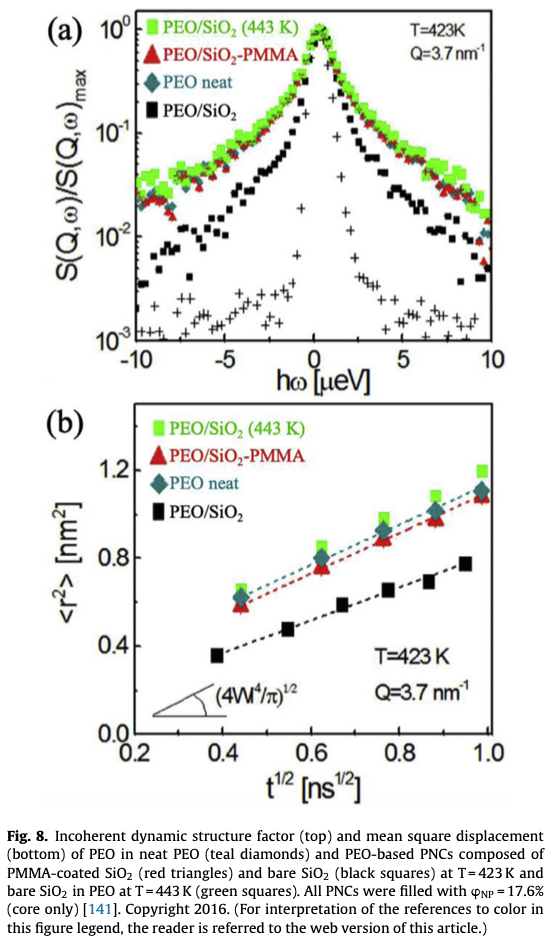 (a)
PEO/SiO₂ (443 K)
PEO/SiO₂-PMMA
PEO neat
PEO/SiO₂
T=423K
Q=3.7 nm⁻¹
S(Q,ω)/S(Q,ω)max
10⁰
10⁻¹
10⁻²
10⁻³
-10 -5 0 5 10
hω [μeV]
(b)
PEO/SiO₂ (443 K)
PEO/SiO₂-PMMA
PEO neat
PEO/SiO₂
<r²> [nm²]
1.2
0.8
0.4
0.0
(4Wl⁴/π)¹/²
T=423 K
Q=3.7 nm⁻¹
0.2 0.4 0.6 0.8 1.0
t¹/² [ns¹/²]
Fig. 8. Incoherent dynamic structure factor (top) and mean square displacement
(bottom) of PEO in neat PEO (teal diamonds) and PEO-based PNCs composed of
PMMA-coated SiO₂ (red triangles) and bare SiO₂ (black squares) at T = 423 K and
bare SiO₂ in PEO at T = 443 K (green squares). All PNCs were filled with φNP = 17.6%
(core only) [141]. Copyright 2016. (For interpretation of the references to color in
this figure legend, the reader is referred to the web version of this article.)